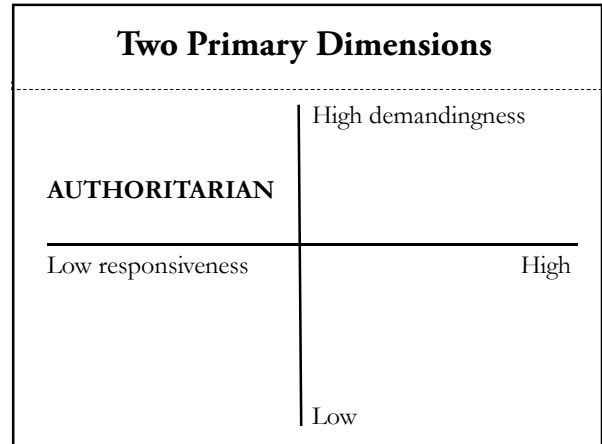 Two Primary Dimensions
High demandingness
AUTHORITARIAN
Low responsiveness
High
Low